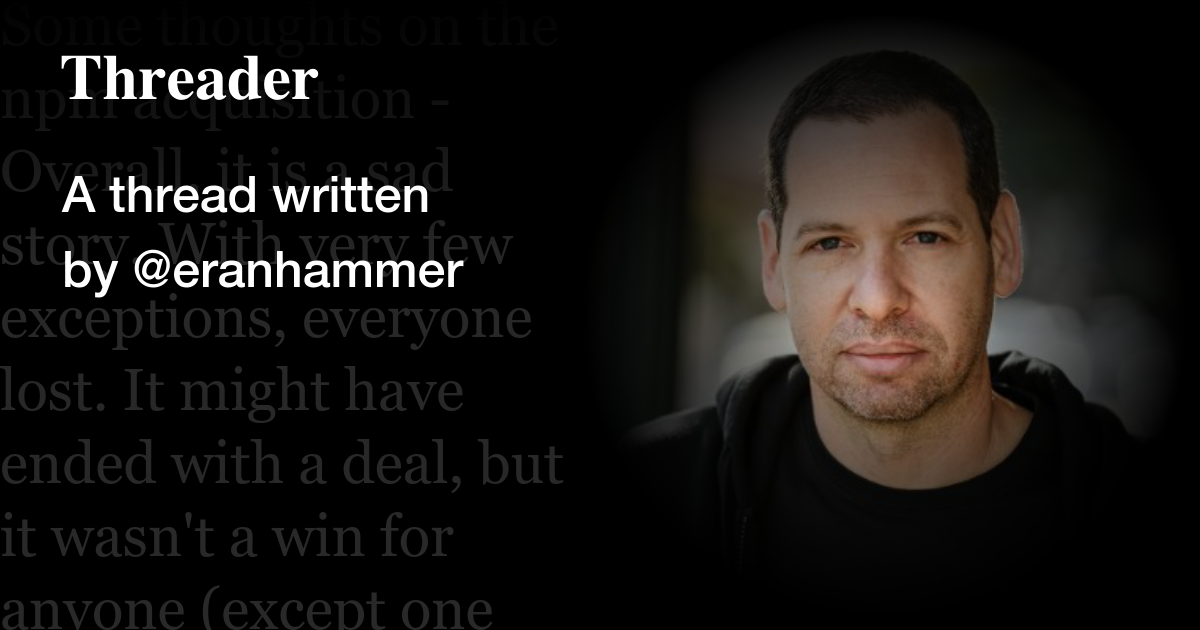 Threader
A thread written
by @eranhammer
Some thoughts on the
npm acquisition -
Overall, it is a sad
story. With very few
exceptions, everyone
lost. It might have
ended with a deal, but
it wasn't a win for
anyone (except one